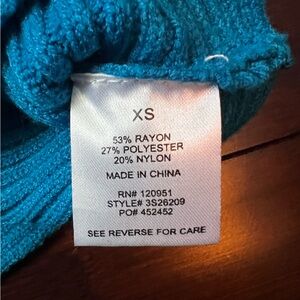 XS
53% RAYON
27% POLYESTER
20% NYLON
MADE IN CHINA
RN# 120951
STYLE# 3S26209
PO# 452452
SEE REVERSE FOR CARE